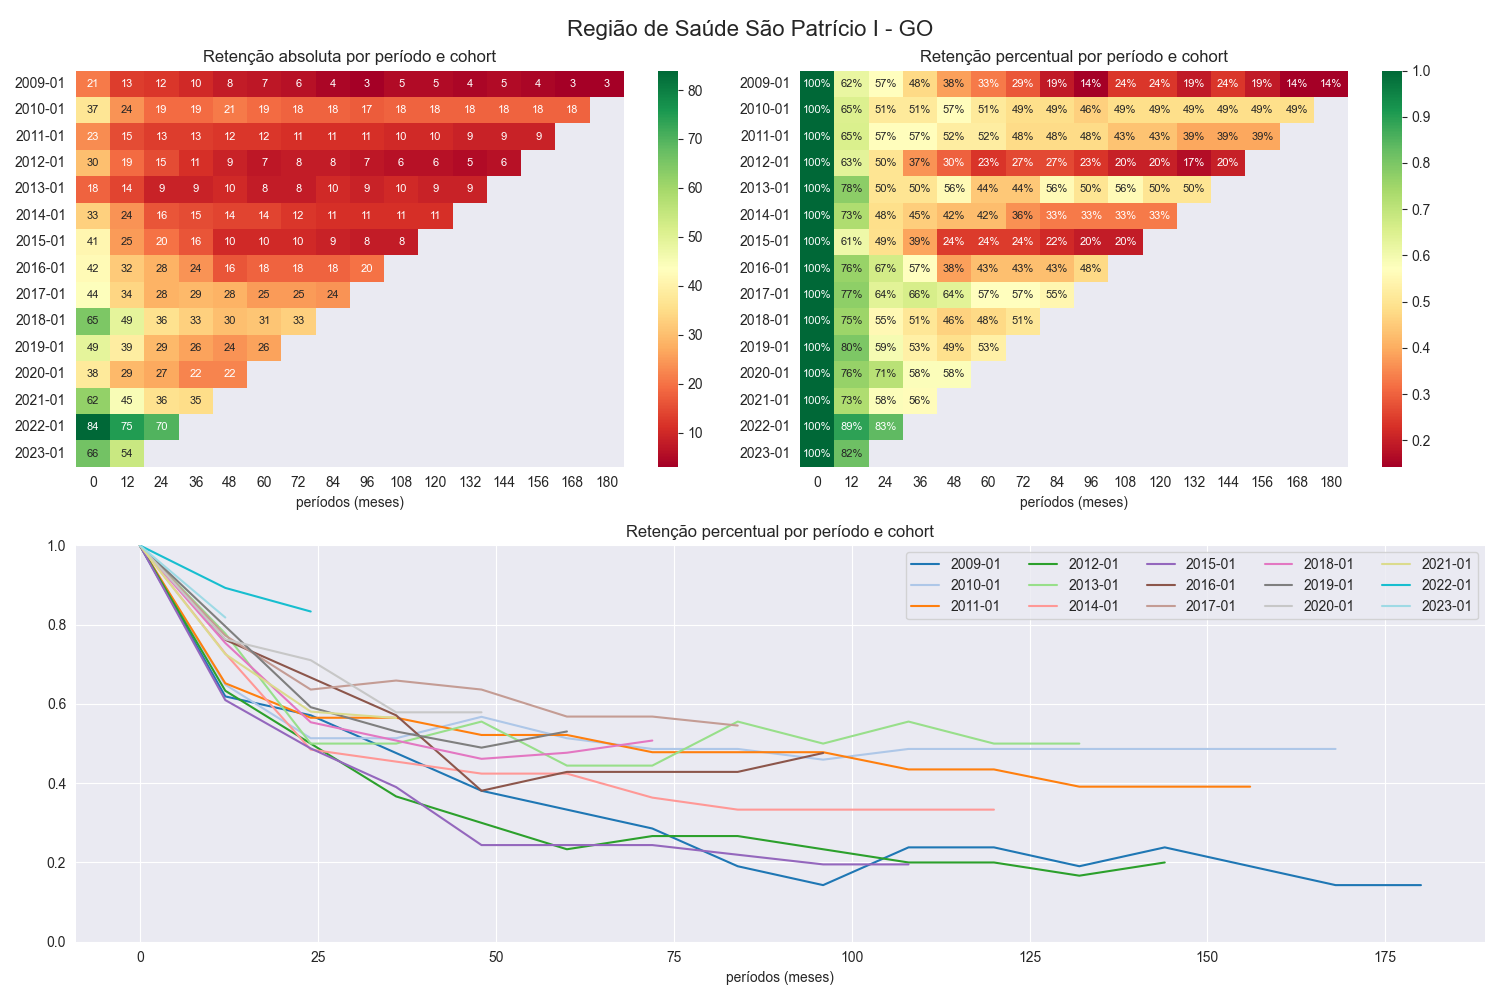 Região de Saúde São Patrício I - GO
Retenção absoluta por período e cohort
2009-01 21 13 12 10 8 7 6 4 3 5 5 4 5 4 3 3
2010-01 37 24 19 19 21 19 18 18 17 18 18 18 18 18 18
2011-01 23 15 13 13 12 12 11 11 11 10 10 9 9 9
2012-01 30 19 15 11 9 7 8 8 7 6 6 5 6
2013-01 18 14 9 9 10 8 8 10 9 10 9 9
2014-01 33 24 16 15 14 14 12 11 11 11 11
2015-01 41 25 20 16 10 10 10 9 8 8
2016-01 42 32 28 24 16 18 18 18 20
2017-01 44 34 28 29 28 25 25 24
2018-01 65 49 36 33 30 31 33
2019-01 49 39 29 26 24 26
2020-01 38 29 27 22 22
2021-01 62 45 36 35
2022-01 84 75 70
2023-01 66 54
0 12 24 36 48 60 72 84 96 108 120 132 144 156 168 180
períodos (meses)
80
70
60
50
40
30
20
10
Retenção percentual por período e cohort
2009-01 100% 62% 57% 48% 38% 33% 29% 19% 14% 24% 24% 19% 24% 19% 14% 14%
2010-01 100% 65% 51% 51% 57% 51% 49% 49% 46% 49% 49% 49% 49% 49% 49%
2011-01 100% 65% 57% 57% 52% 52% 48% 48% 48% 43% 43% 39% 39% 39%
2012-01 100% 63% 50% 37% 30% 23% 27% 27% 23% 20% 20% 17% 20%
2013-01 100% 78% 50% 50% 56% 44% 44% 56% 50% 56% 50% 50%
2014-01 100% 73% 48% 45% 42% 42% 36% 33% 33% 33% 33%
2015-01 100% 61% 49% 39% 24% 24% 24% 22% 20% 20%
2016-01 100% 76% 67% 57% 38% 43% 43% 43% 48%
2017-01 100% 77% 64% 66% 64% 57% 57% 55%
2018-01 100% 75% 55% 51% 46% 48% 51%
2019-01 100% 80% 59% 53% 49% 53%
2020-01 100% 76% 71% 58% 58%
2021-01 100% 73% 58% 56%
2022-01 100% 89% 83%
2023-01 100% 82%
0 12 24 36 48 60 72 84 96 108 120 132 144 156 168 180
períodos (meses)
1.0
0.9
0.8
0.7
0.6
0.5
0.4
0.3
0.2
Retenção percentual por período e cohort
1.0
0.8
0.6
0.4
0.2
0.0
2009-01 2012-01 2015-01 2018-01 2021-01
2010-01 2013-01 2016-01 2019-01 2022-01
2011-01 2014-01 2017-01 2020-01 2023-01
0 25 50 75 100 125 150 175
períodos (meses)